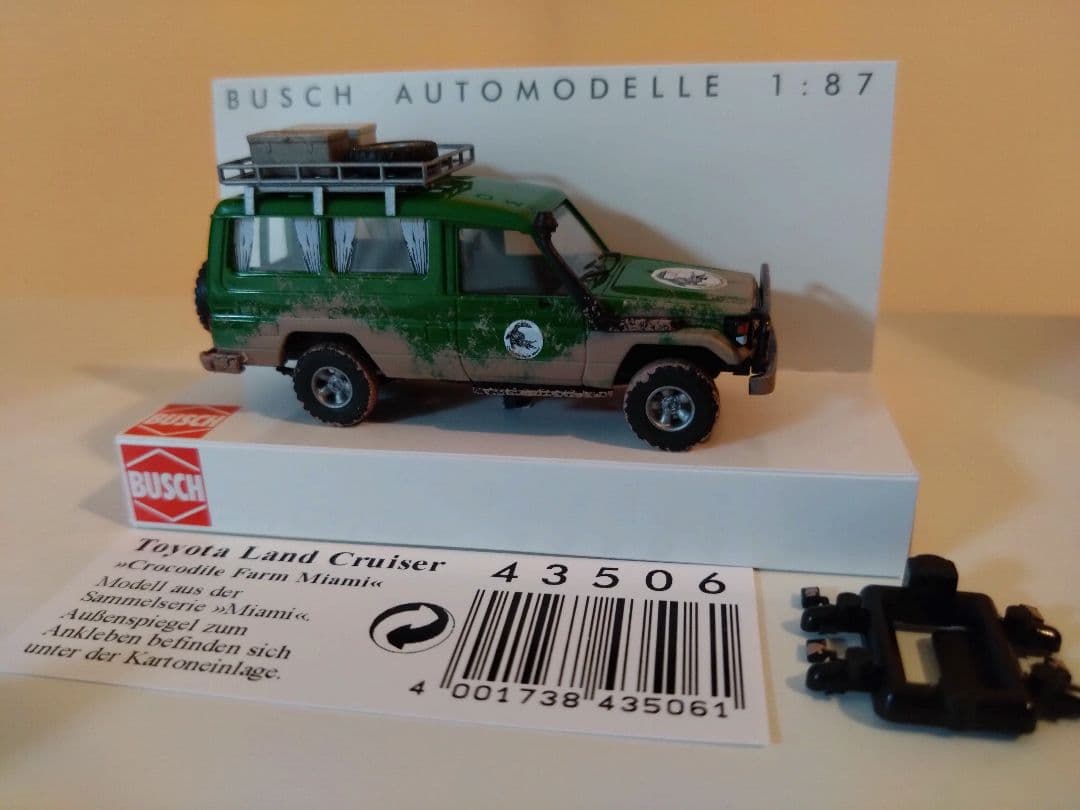 BUSCH AUTOMODELLE 1:87
BUSCH
BUSCH
Toyota Land Cruiser
»Crocodile Farm Miami«
Modell aus der
Sammelserie »Miami«.
Außenspiegel zum
Ankleben befinden sich
unter der Kartoneinlage.
43506
4 001738 435061